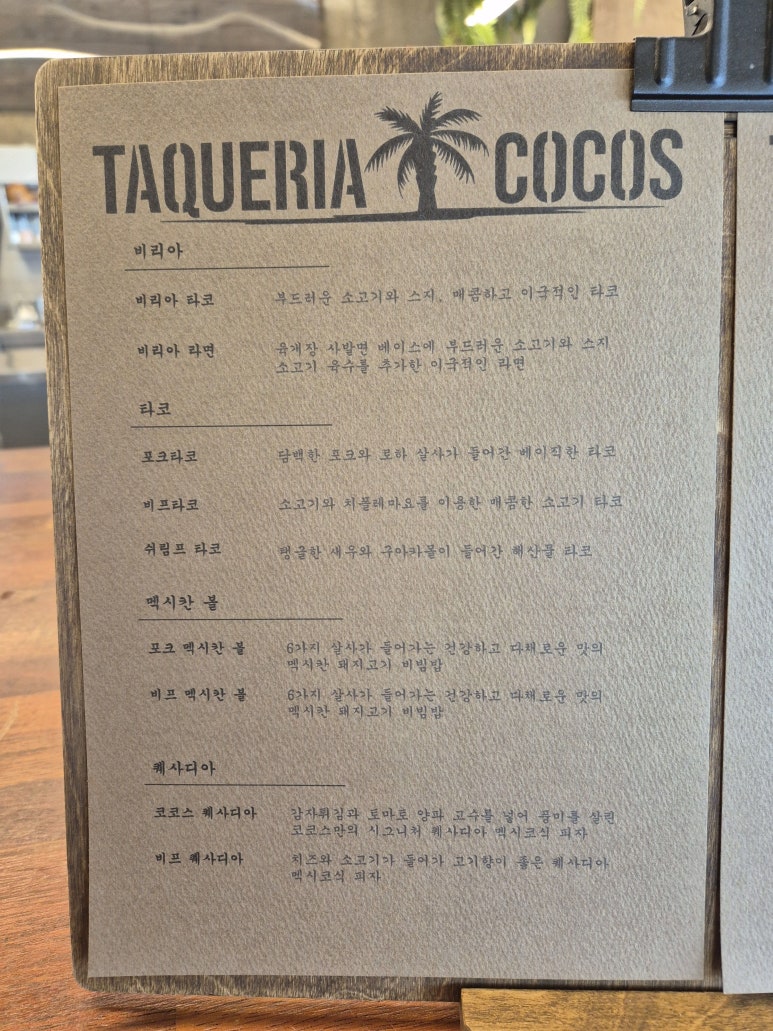 TAQUERIA COCOS
비리아
비리아 타코 부드러운 소고기와 스지, 매콤하고 이국적인 타코
비리아 라면 육개장 사발면 베이스에 부드러운 소고기와 스지
소고기 육수를 추가한 이국적인 라면
타코
포크타코 담백한 포크와 로하 살사가 들어간 베이직한 타코
비프타코 소고기와 치폴레마요를 이용한 매콤한 소고기 타코
쉬림프 타코 탱글한 새우와 구아카몰이 들어간 해산물 타코
멕시칸 볼
포크 멕시칸 볼 6가지 살사가 들어가는 건강하고 다채로운 맛의
멕시칸 돼지고기 비빔밥
비프 멕시칸 볼 6가지 살사가 들어가는 건강하고 다채로운 맛의
멕시칸 돼지고기 비빔밥
퀘사디아
코코스 퀘사디아 감자튀김과 토마토 양파 고수를 넣어 풍미를 살린
코코스만의 시그니처 퀘사디아 멕시코식 피자
비프 퀘사디아 치즈와 소고기가 들어가 고기향이 좋은 퀘사디아
멕시코식 피자